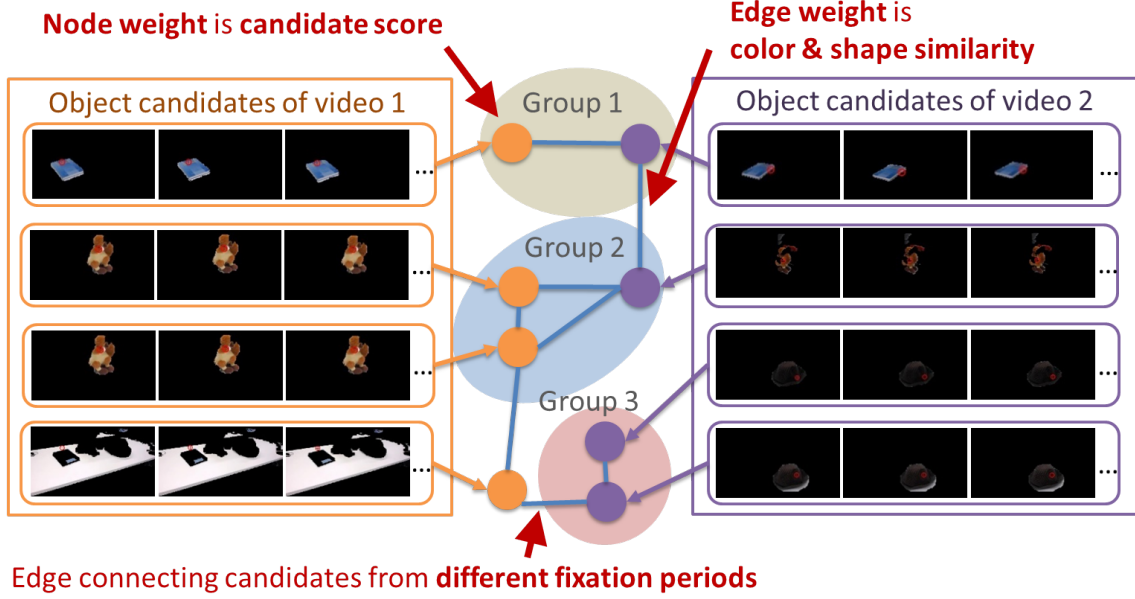 Node weight is candidate score
Edge weight is
color & shape similarity
Object candidates of video 1
Group 1
Object candidates of video 2
...
...
Group 2
...
...
...
...
Group 3
...
...
Edge connecting candidates from different fixation periods